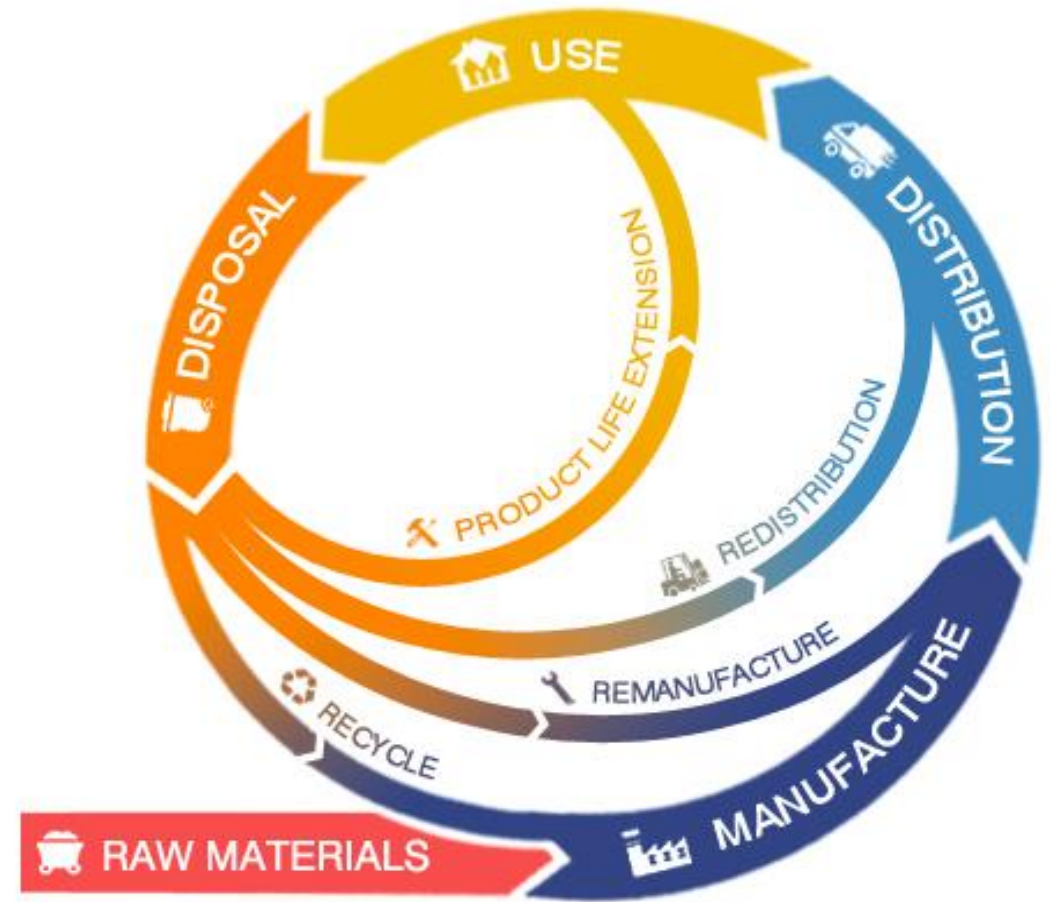 USE
DISTRIBUTION
DISPOSAL
PRODUCT LIFE EXTENSION
REDISTRIBUTION
REMANUFACTURE
RECYCLE
MANUFACTURE
RAW MATERIALS